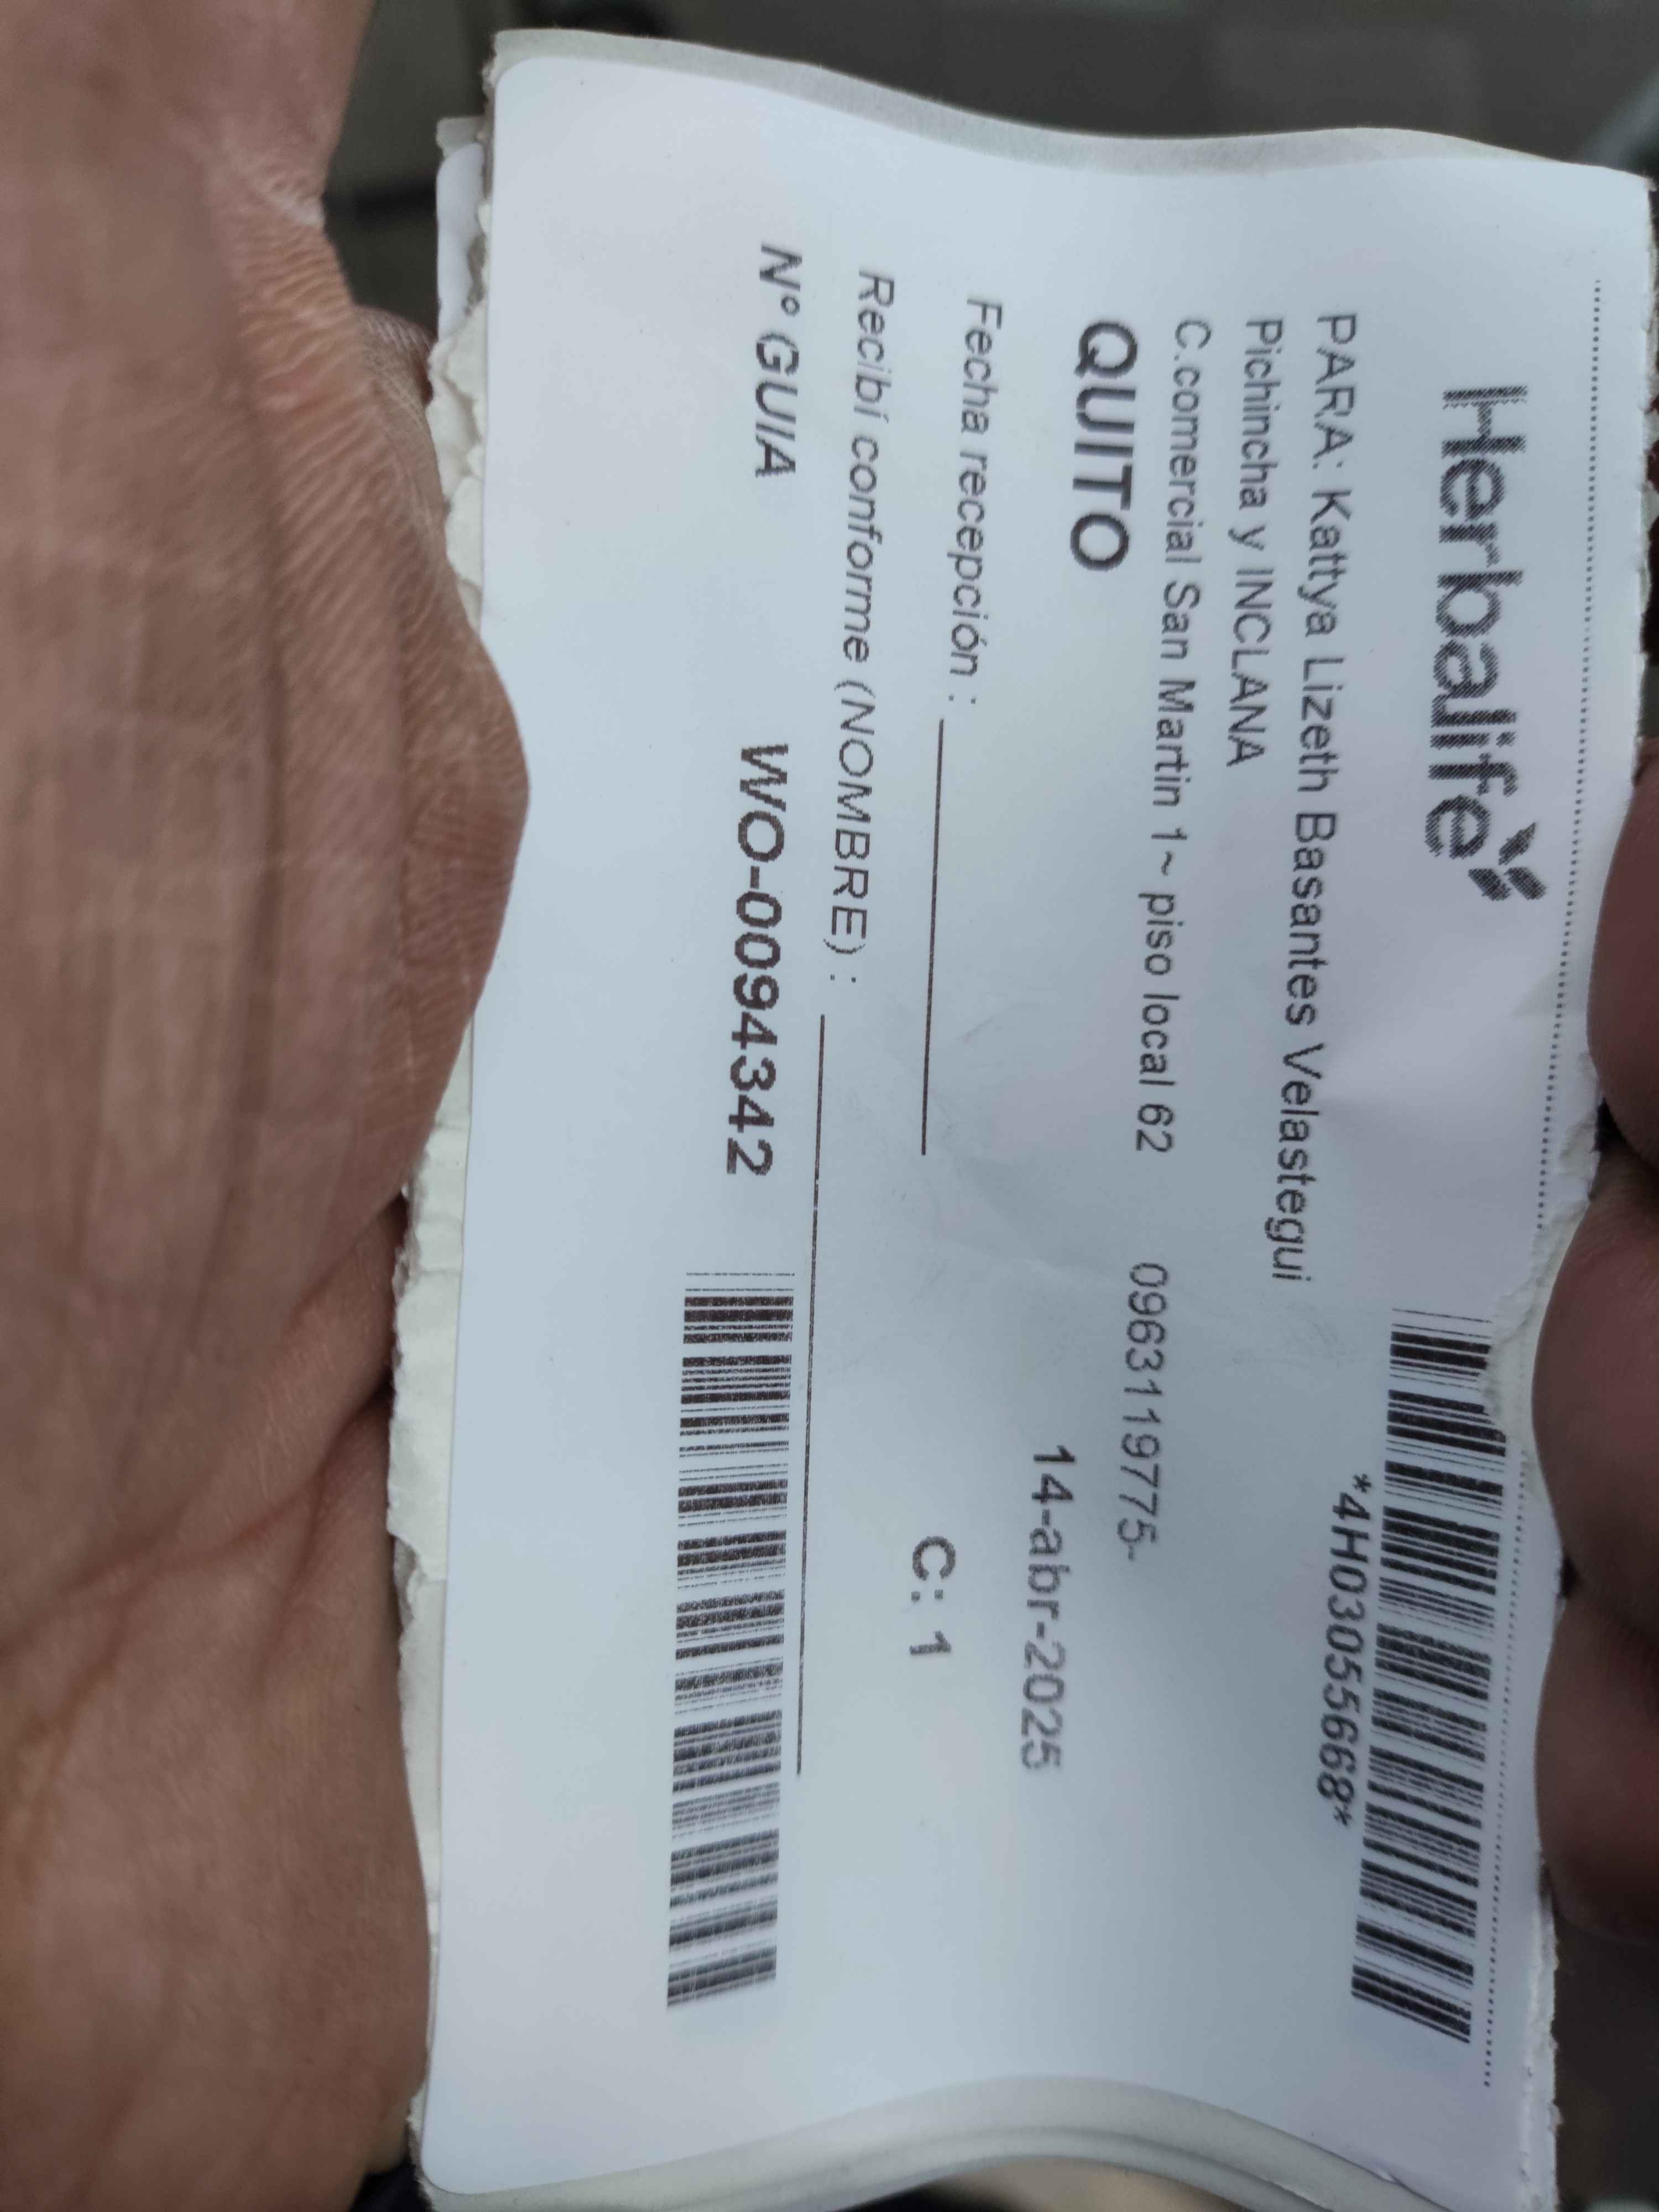 Herbalife
*4H03055668*
PARA: Kattya Lizeth Basantes Velastegui
Pichincha y INCLANA
C.comercial San Martin 1~ piso local 62 0963119775-
QUITO
14-abr-2025
Fecha recepción :
C: 1
Recibí conforme (NOMBRE) :
Nº GUIA WO-0094342